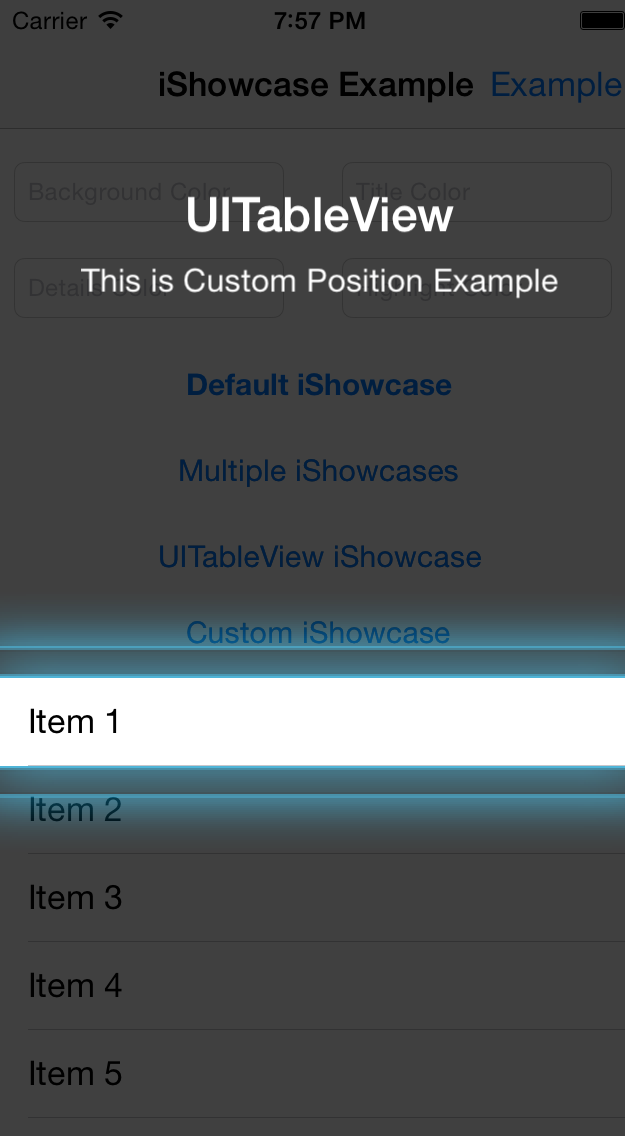 Carrier 7:57 PM
iShowcase Example Example
Background Color Title Color
UITableView
This is Custom Position Example
Details Color Highlight Color
Default iShowcase
Multiple iShowcases
UITableView iShowcase
Custom iShowcase
Item 1
Item 2
Item 3
Item 4
Item 5